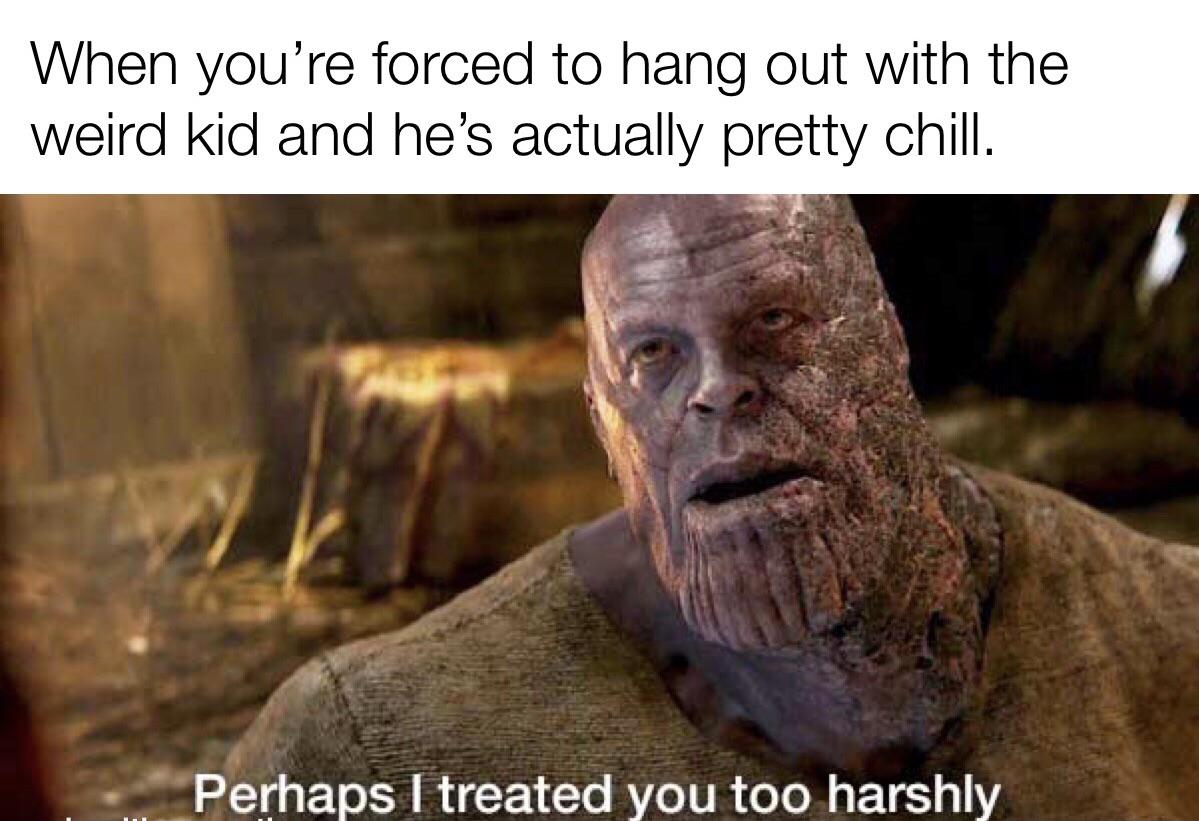 When you’re forced to hang out with the
weird kid and he’s actually pretty chill.
Perhaps I treated you too harshly